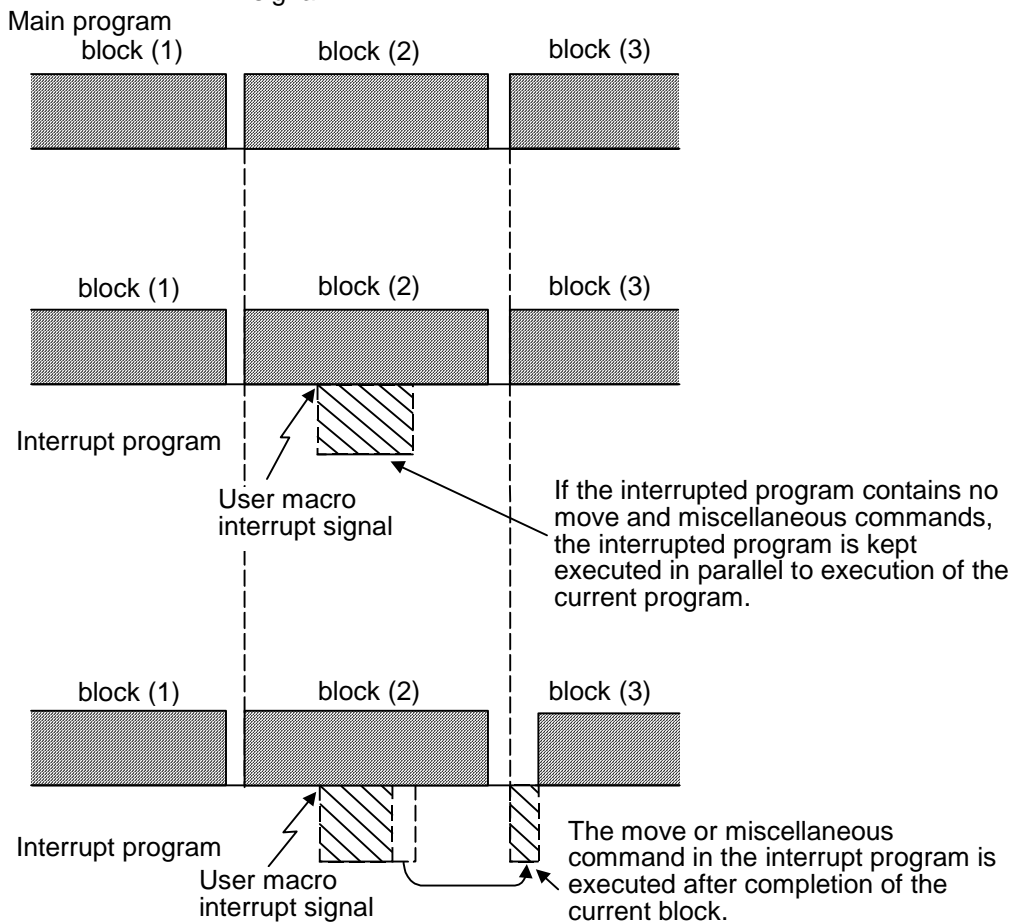 Main program
block (1)
block (2)
block (3)
block (1)
block (2)
block (3)
Interrupt program
User macro
interrupt signal
If the interrupted program contains no
move and miscellaneous commands,
the interrupted program is kept
executed in parallel to execution of the
current program.
block (1)
block (2)
block (3)
Interrupt program
User macro
interrupt signal
The move or miscellaneous
command in the interrupt program is
executed after completion of the
current block.